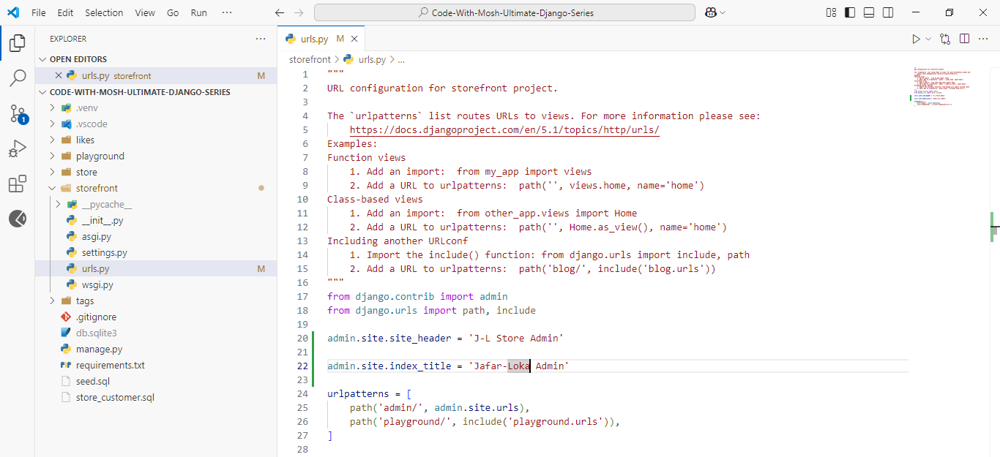 File Edit Selection View Go Run ··· Code-With-Mosh-Ultimate-Django-Series
EXPLORER ···
OPEN EDITORS
urls.py storefront M
CODE-WITH-MOSH-ULTIMATE-DJANGO-SERIES
.venv
.vscode
likes
playground
store
storefront
__pycache__
__init__.py
asgi.py
settings.py
urls.py M
wsgi.py
tags
.gitignore
db.sqlite3
manage.py
requirements.txt
seed.sql
store_customer.sql
1
urls.py M
storefront > urls.py > ...
1 """
2 URL configuration for storefront project.
3
4 The `urlpatterns` list routes URLs to views. For more information please see:
5     https://docs.djangoproject.com/en/5.1/topics/http/urls/
6 Examples:
7 Function views
8     1. Add an import:  from my_app import views
9     2. Add a URL to urlpatterns:  path('', views.home, name='home')
10 Class-based views
11     1. Add an import:  from other_app.views import Home
12     2. Add a URL to urlpatterns:  path('', Home.as_view(), name='home')
13 Including another URLconf
14     1. Import the include() function: from django.urls import include, path
15     2. Add a URL to urlpatterns:  path('blog/', include('blog.urls'))
16 """
17 from django.contrib import admin
18 from django.urls import path, include
19
20 admin.site.site_header = 'J-L Store Admin'
21
22 admin.site.index_title = 'Jafar-Loka Admin'
23
24 urlpatterns = [
25     path('admin/', admin.site.urls),
26     path('playground/', include('playground.urls')),
27 ]
28